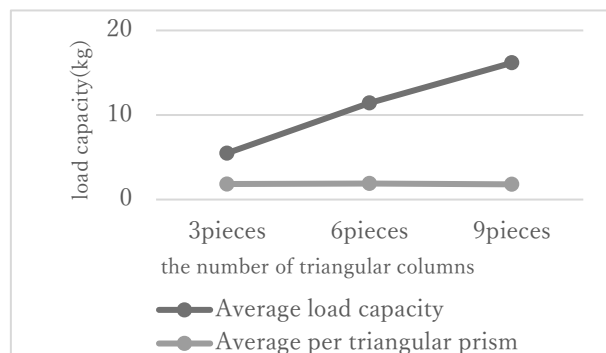 20
10
0
load capacity(kg)
3pieces 6pieces 9pieces
the number of triangular columns
Average load capacity
Average per triangular prism